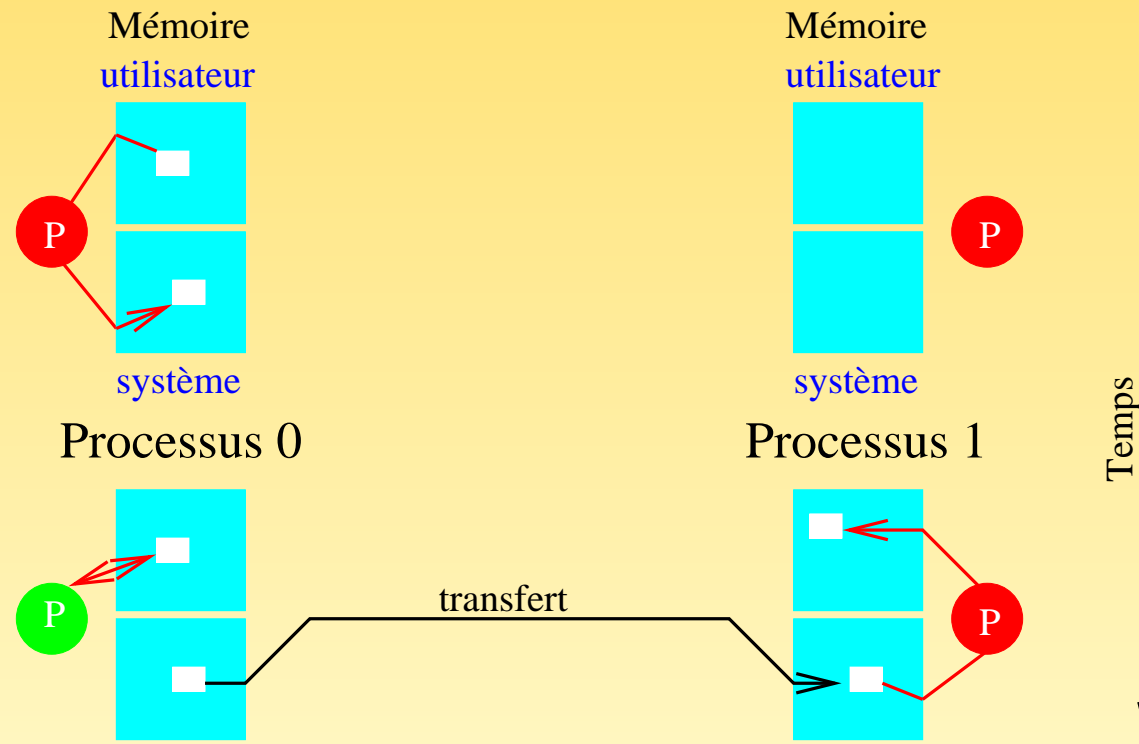 Mémoire
utilisateur
P
système
Processus 0
Mémoire
utilisateur
P
système
Processus 1
Temps
P
transfert
P